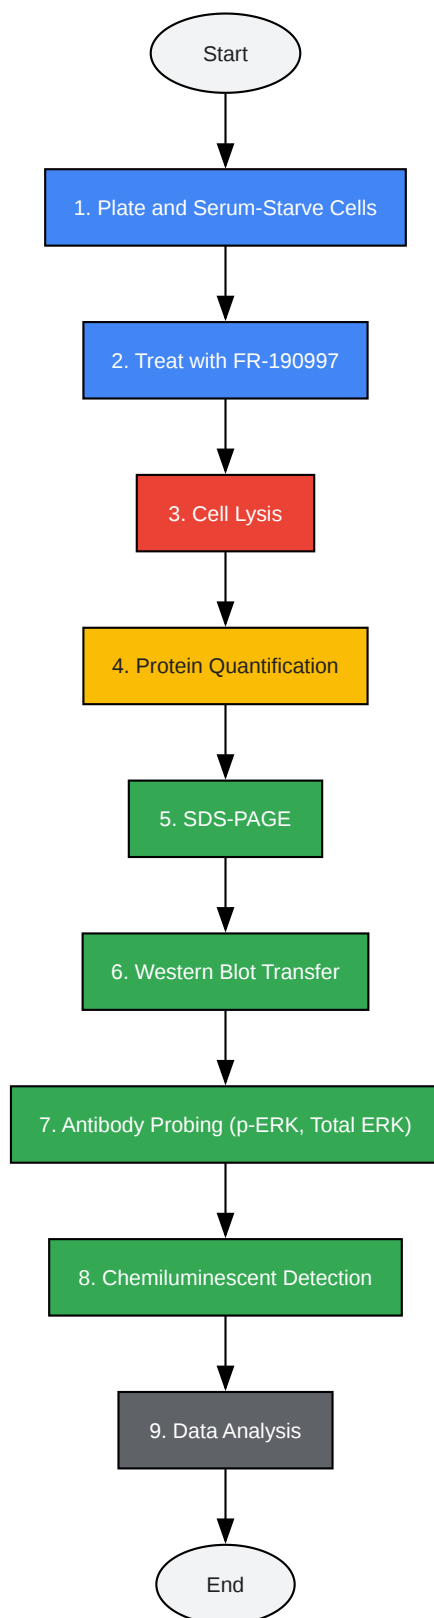 Start
1. Plate and Serum-Starve Cells
2. Treat with FR-190997
3. Cell Lysis
4. Protein Quantification
5. SDS-PAGE
6. Western Blot Transfer
7. Antibody Probing (p-ERK, Total ERK)
8. Chemiluminescent Detection
9. Data Analysis
End